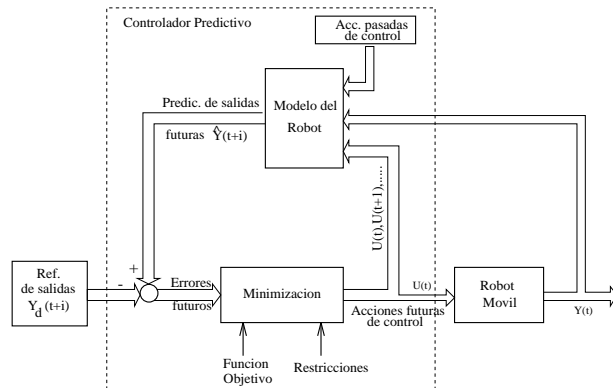 Controlador Predictivo
Acc. pasadas
de control
Predic. de salidas
futuras Ŷ(t+i)
Modelo del
Robot
U(t),U(t+1),.....
Ref.
de salidas
Y_d (t+i)
+
-
Errores
futuros
Minimizacion
U(t)
Acciones futuras
de control
Robot
Movil
Y(t)
Funcion
Objetivo
Restricciones